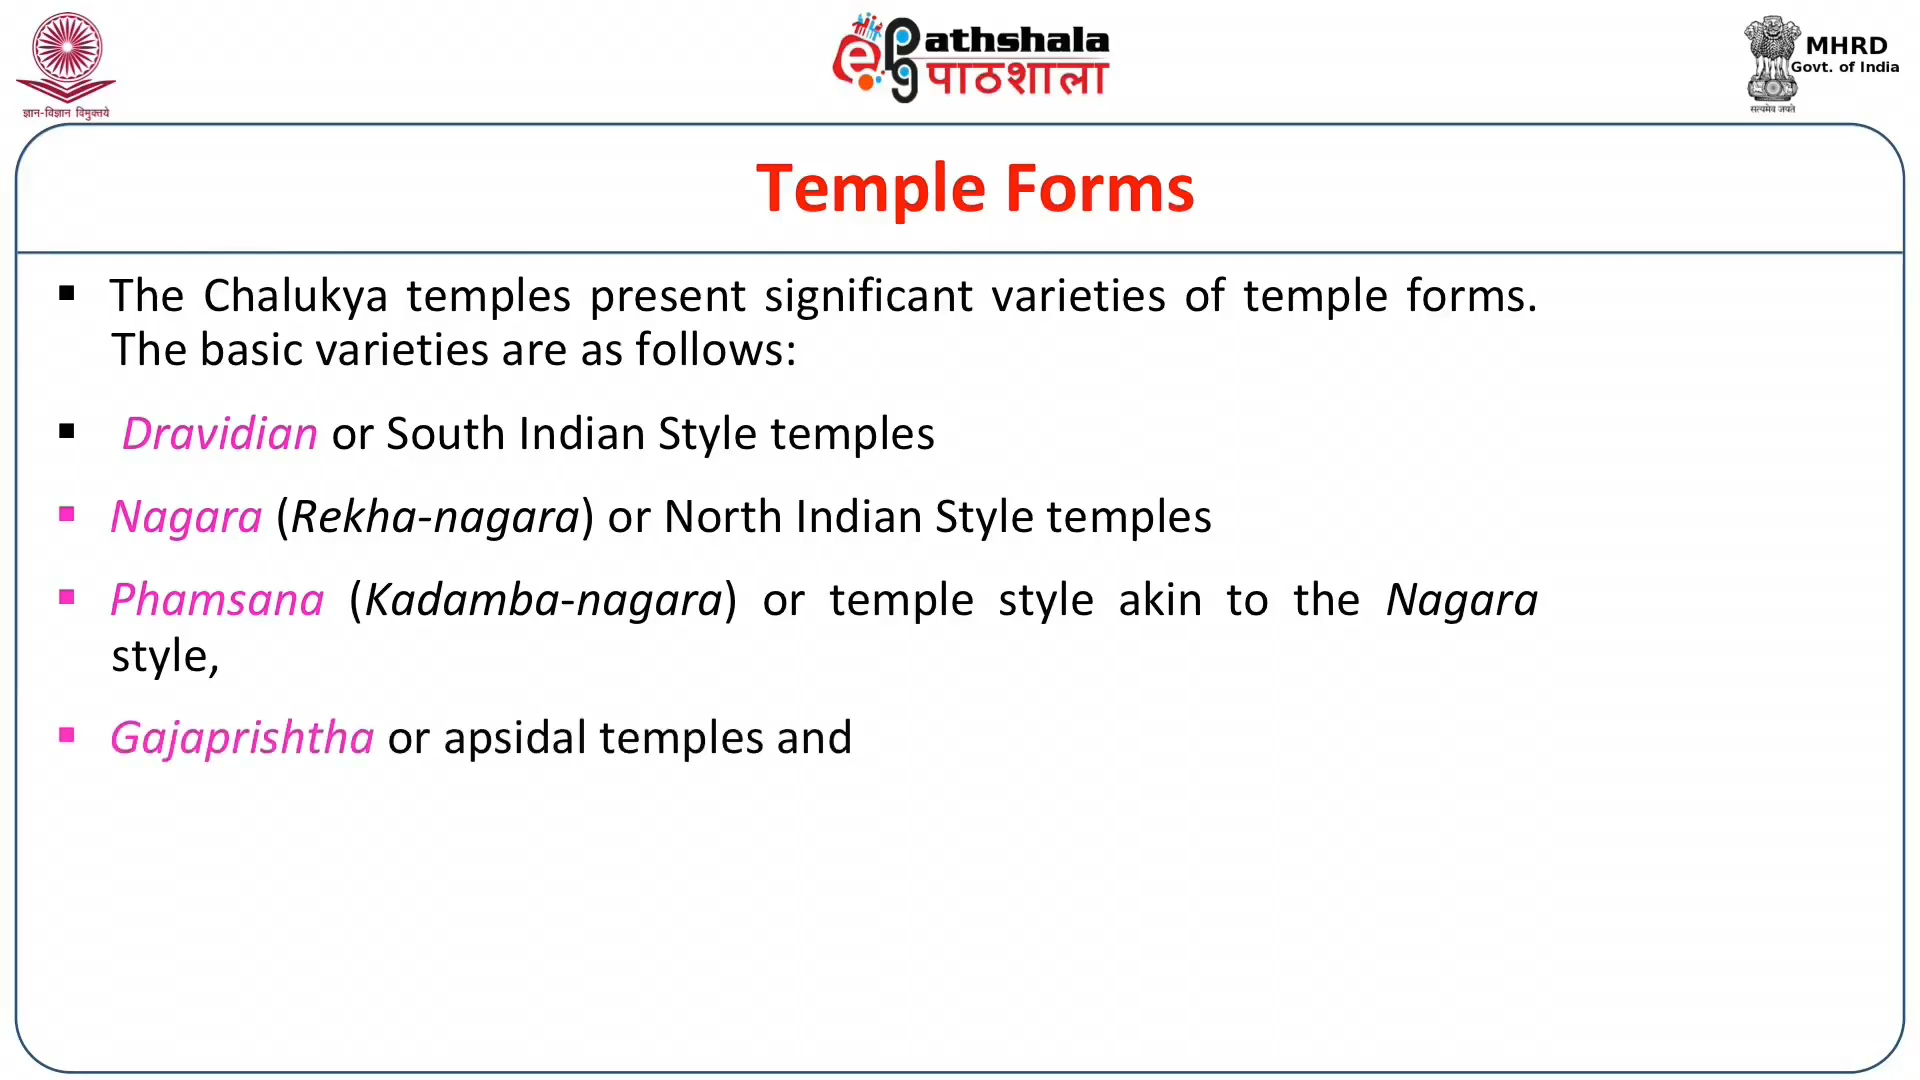 ज्ञान-विज्ञान विमुक्तये
e Pathshala
pg पाठशाला
MHRD
Govt. of India
सत्यमेव जयते
Temple Forms
▪ The Chalukya temples present significant varieties of temple forms.
The basic varieties are as follows:
▪ Dravidian or South Indian Style temples
▪ Nagara (Rekha-nagara) or North Indian Style temples
▪ Phamsana (Kadamba-nagara) or temple style akin to the Nagara
style,
▪ Gajaprishtha or apsidal temples and